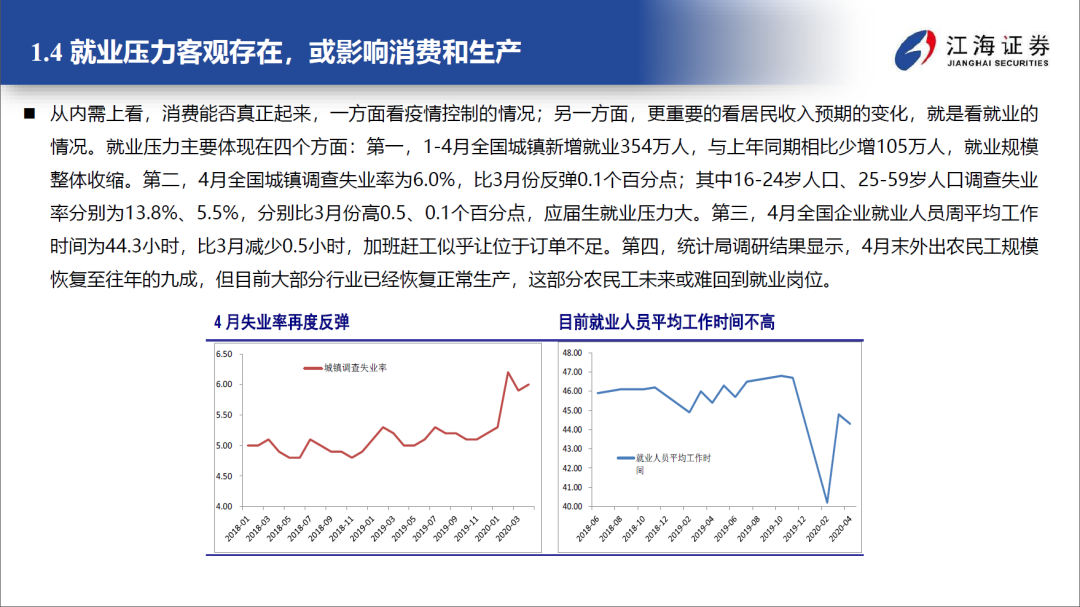 1.4 就业压力客观存在，或影响消费和生产
江海证券
JIANGHAI SECURITIES
■ 从内需上看，消费能否真正起来，一方面看疫情控制的情况；另一方面，更重要的看居民收入预期的变化，就是看就业的
情况。就业压力主要体现在四个方面：第一，1-4月全国城镇新增就业354万人，与上年同期相比少增105万人，就业规模
整体收缩。第二，4月全国城镇调查失业率为6.0%，比3月份反弹0.1个百分点；其中16-24岁人口、25-59岁人口调查失业
率分别为13.8%、5.5%，分别比3月份高0.5、0.1个百分点，应届生就业压力大。第三，4月全国企业就业人员周平均工作
时间为44.3小时，比3月减少0.5小时，加班赶工似乎让位于订单不足。第四，统计局调研结果显示，4月末外出农民工规模
恢复至往年的九成，但目前大部分行业已经恢复正常生产，这部分农民工未来或难回到就业岗位。
4 月失业率再度反弹
6.50
6.00
5.50
5.00
4.50
4.00
城镇调查失业率
2018-01
2018-03
2018-05
2018-07
2018-09
2018-11
2019-01
2019-03
2019-05
2019-07
2019-09
2019-11
2020-01
2020-03
目前就业人员平均工作时间不高
48.00
47.00
46.00
45.00
44.00
43.00
42.00
41.00
40.00
就业人员平均工作时
间
2018-06
2018-08
2018-10
2018-12
2019-02
2019-04
2019-06
2019-08
2019-10
2019-12
2020-02
2020-04